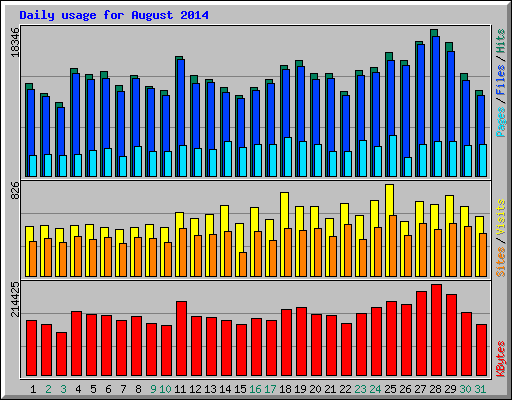 Daily usage for August 2014
18346
Pages / Files / Hits
826
Sites / Visits
214425
KBytes
1 2 3 4 5 6 7 8 9 10 11 12 13 14 15 16 17 18 19 20 21 22 23 24 25 26 27 28 29 30 31